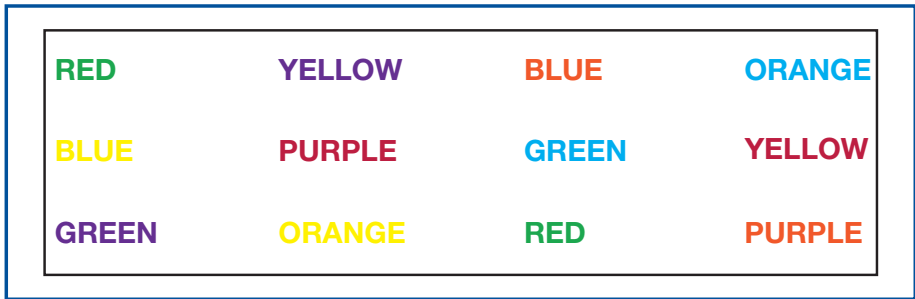 RED YELLOW BLUE ORANGE
BLUE PURPLE GREEN YELLOW
GREEN ORANGE RED PURPLE